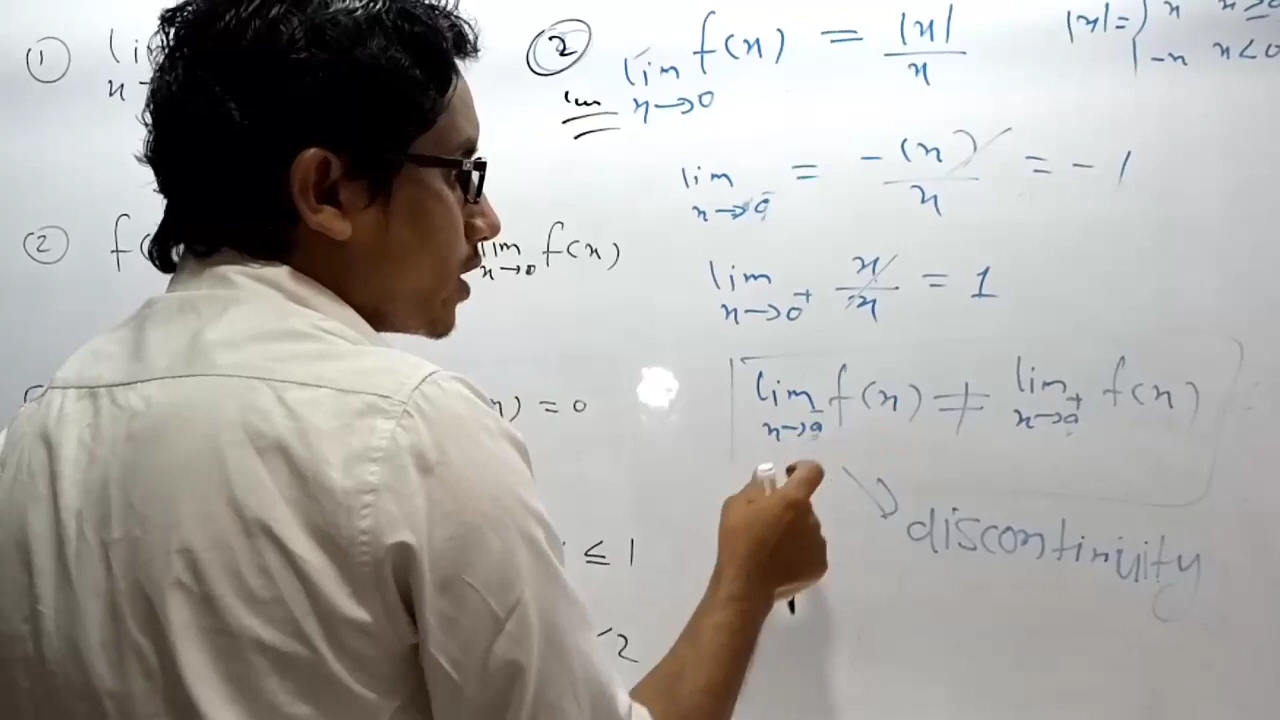 ①
② lim f(x) = |x|/x
x→0
|x| = { x x≥0
-x x<0
lim
lim = -(x)/x = -1
x→0⁻
② f(
lim f(x)
x→0
lim x/x = 1
x→0⁺
lim f(x) ≠ lim f(x)
x→a⁻ x→a⁺
) = 0
discontinuity
≤ 1
2